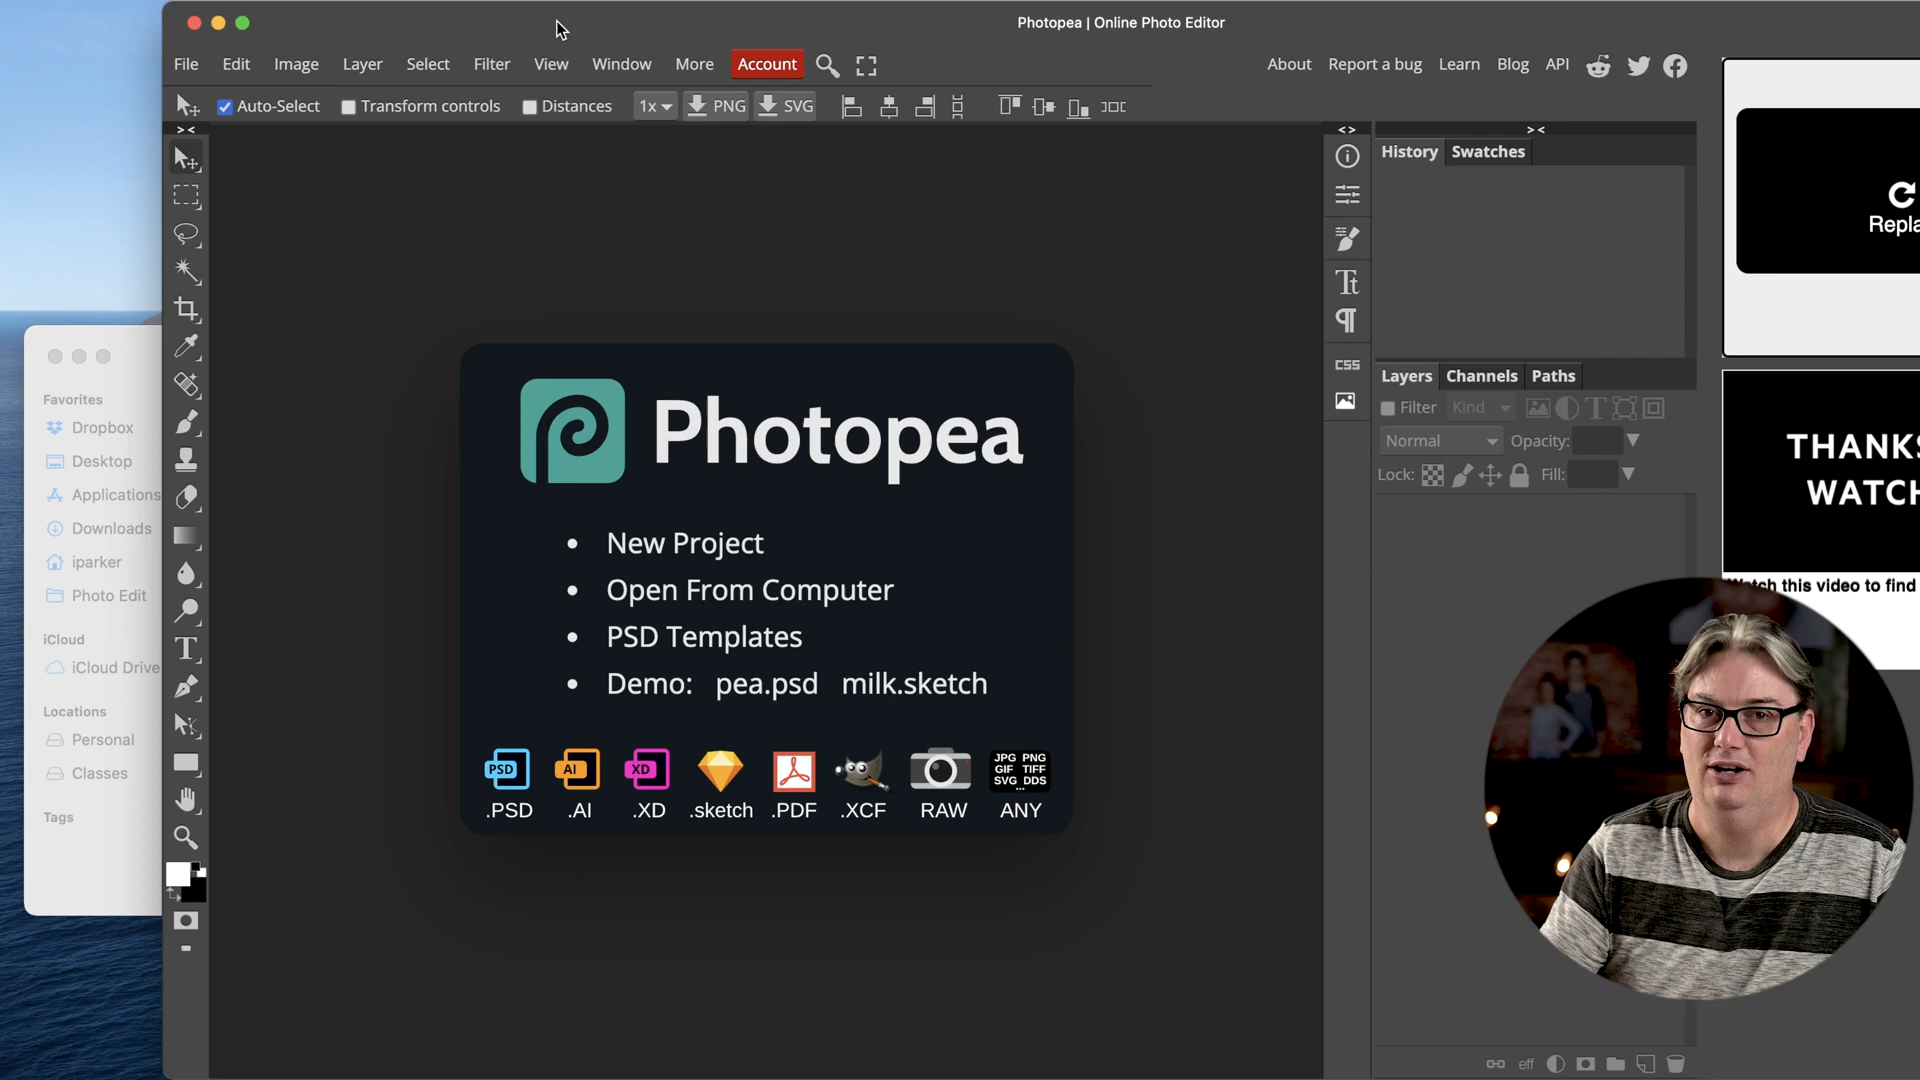 Photopea | Online Photo Editor
File Edit Image Layer Select Filter View Window More Account
About Report a bug Learn Blog API
Auto-Select Transform controls Distances 1x PNG SVG
History Swatches
Layers Channels Paths
Filter Kind
Normal Opacity:
Lock: Fill:
Tt
CSS
eff
Favorites
Dropbox
Desktop
Applications
Downloads
iparker
Photo Edit
iCloud
iCloud Drive
Locations
Personal
Classes
Tags
Photopea
• New Project
• Open From Computer
• PSD Templates
• Demo: pea.psd milk.sketch
PSD AI XD JPG PNG
GIF TIFF
SVG DDS
...
.PSD .AI .XD .sketch .PDF .XCF RAW ANY
Repla
THANKS
WATCH
this video to find